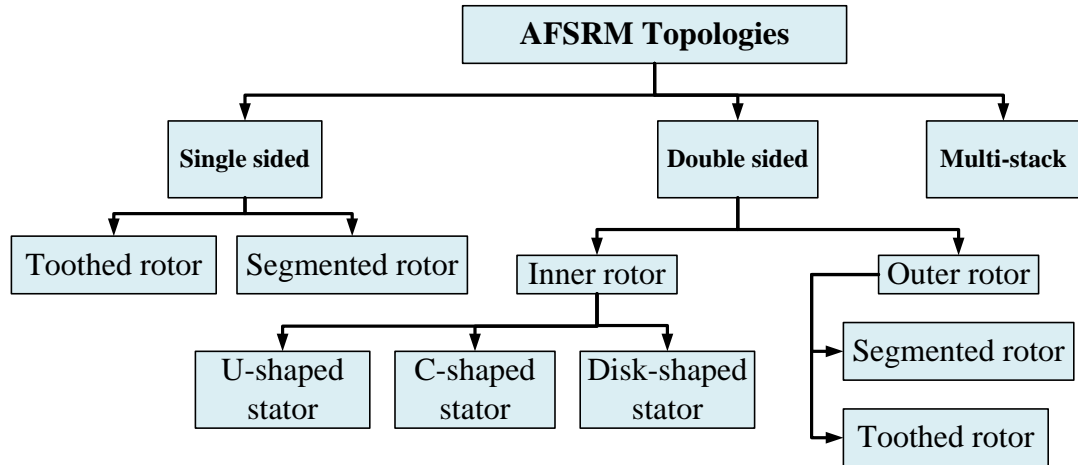 AFSRM Topologies
Single sided
Double sided
Multi-stack
Toothed rotor
Segmented rotor
Inner rotor
Outer rotor
U-shaped
stator
C-shaped
stator
Disk-shaped
stator
Segmented rotor
Toothed rotor